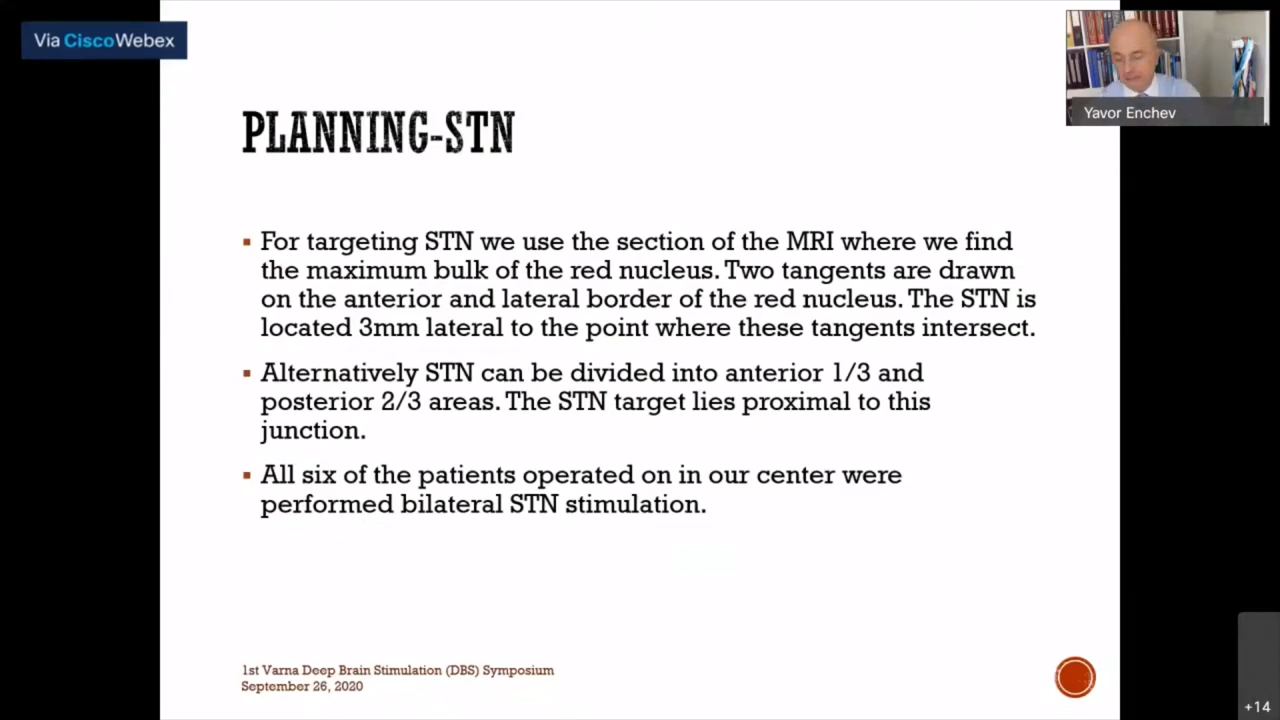 Via CiscoWebex
Yavor Enchev
PLANNING-STN
For targeting STN we use the section of the MRI where we find
the maximum bulk of the red nucleus. Two tangents are drawn
on the anterior and lateral border of the red nucleus. The STN is
located 3mm lateral to the point where these tangents intersect.
Alternatively STN can be divided into anterior 1/3 and
posterior 2/3 areas. The STN target lies proximal to this
junction.
All six of the patients operated on in our center were
performed bilateral STN stimulation.
1st Varna Deep Brain Stimulation (DBS) Symposium
September 26, 2020
+14